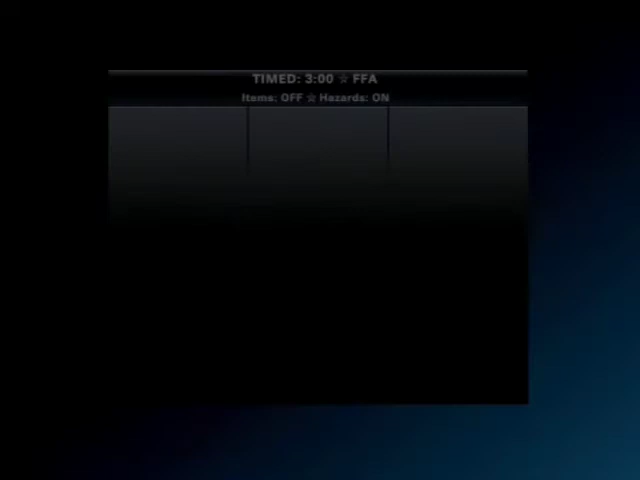 TIMED: 3:00 ☆ FFA
Items: OFF ☆ Hazards: ON